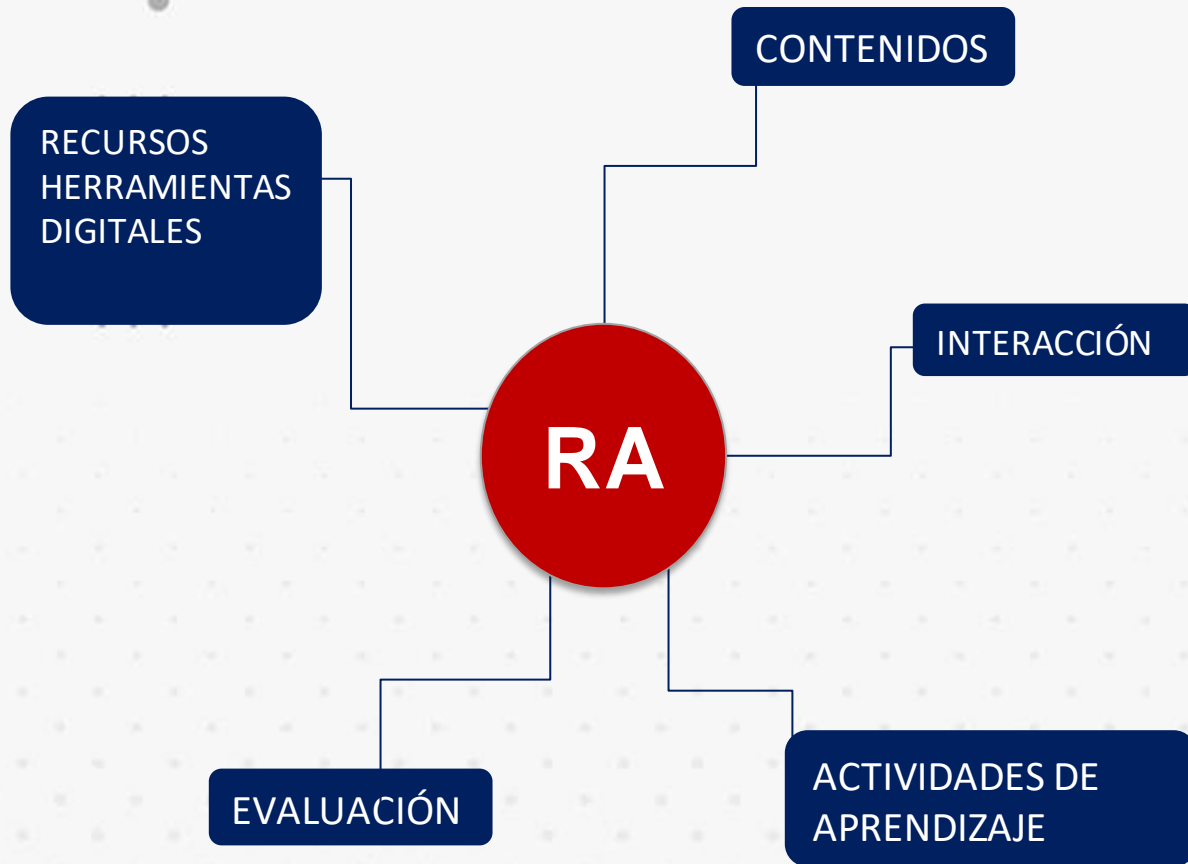 CONTENIDOS
RECURSOS
HERRAMIENTAS
DIGITALES
INTERACCIÓN
RA
EVALUACIÓN
ACTIVIDADES DE
APRENDIZAJE